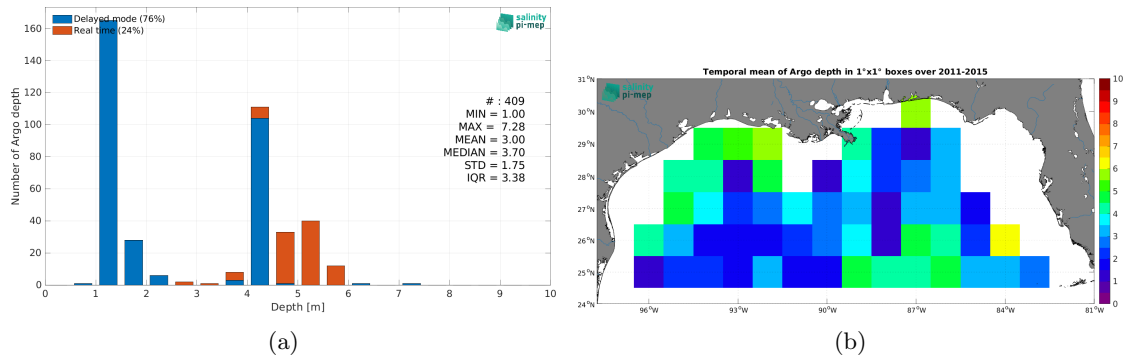 Delayed mode (76%)
Real time (24%)
salinity
pi-mep
# : 409
MIN = 1.00
MAX = 7.28
MEAN = 3.00
MEDIAN = 3.70
STD = 1.75
IQR = 3.38
Number of Argo depth
160
140
120
100
80
60
40
20
0
0 1 2 3 4 5 6 7 8 9 10
Depth [m]
(a)
Temporal mean of Argo depth in 1°x1° boxes over 2011-2015
salinity
pi-mep
31°N
30°N
29°N
28°N
27°N
26°N
25°N
24°N
96°W 93°W 90°W 87°W 84°W 81°W
10
9
8
7
6
5
4
3
2
1
0
(b)